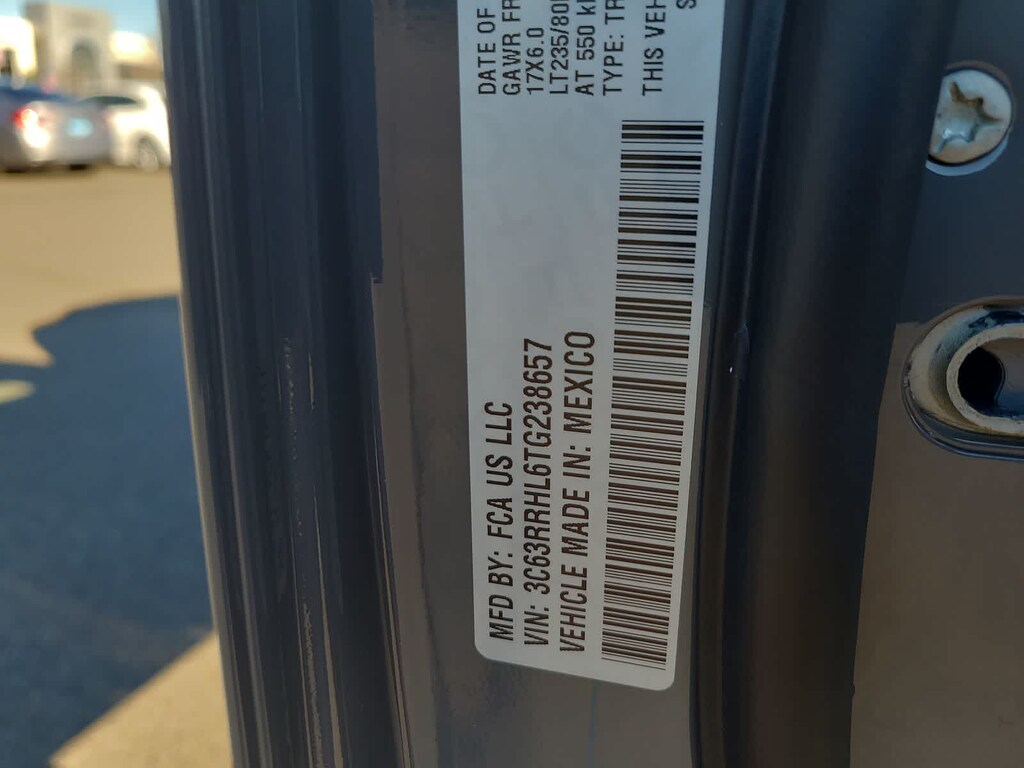 MFD BY: FCA US LLC
VIN: 3C63RRHL6TG238657
VEHICLE MADE IN: MEXICO
DATE OF
GAWR FR
17X6.0
LT235/80
AT 550 k
TYPE: TR
THIS VEH
S